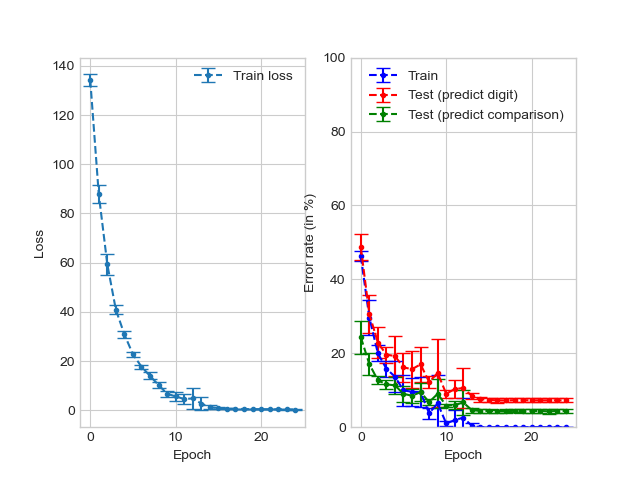 140
120
100
80
60
40
20
0
Loss
0
10
20
Epoch
Train loss
100
80
60
40
20
0
Error rate (in %)
0
10
20
Epoch
Train
Test (predict digit)
Test (predict comparison)